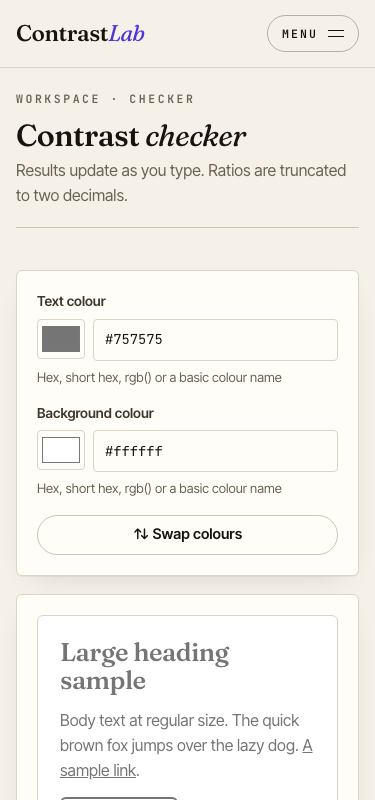 ContrastLab
MENU
WORKSPACE · CHECKER
Contrast checker
Results update as you type. Ratios are truncated
to two decimals.
Text colour
#757575
Hex, short hex, rgb() or a basic colour name
Background colour
#ffffff
Hex, short hex, rgb() or a basic colour name
Swap colours
Large heading
sample
Body text at regular size. The quick
brown fox jumps over the lazy dog. A
sample link.